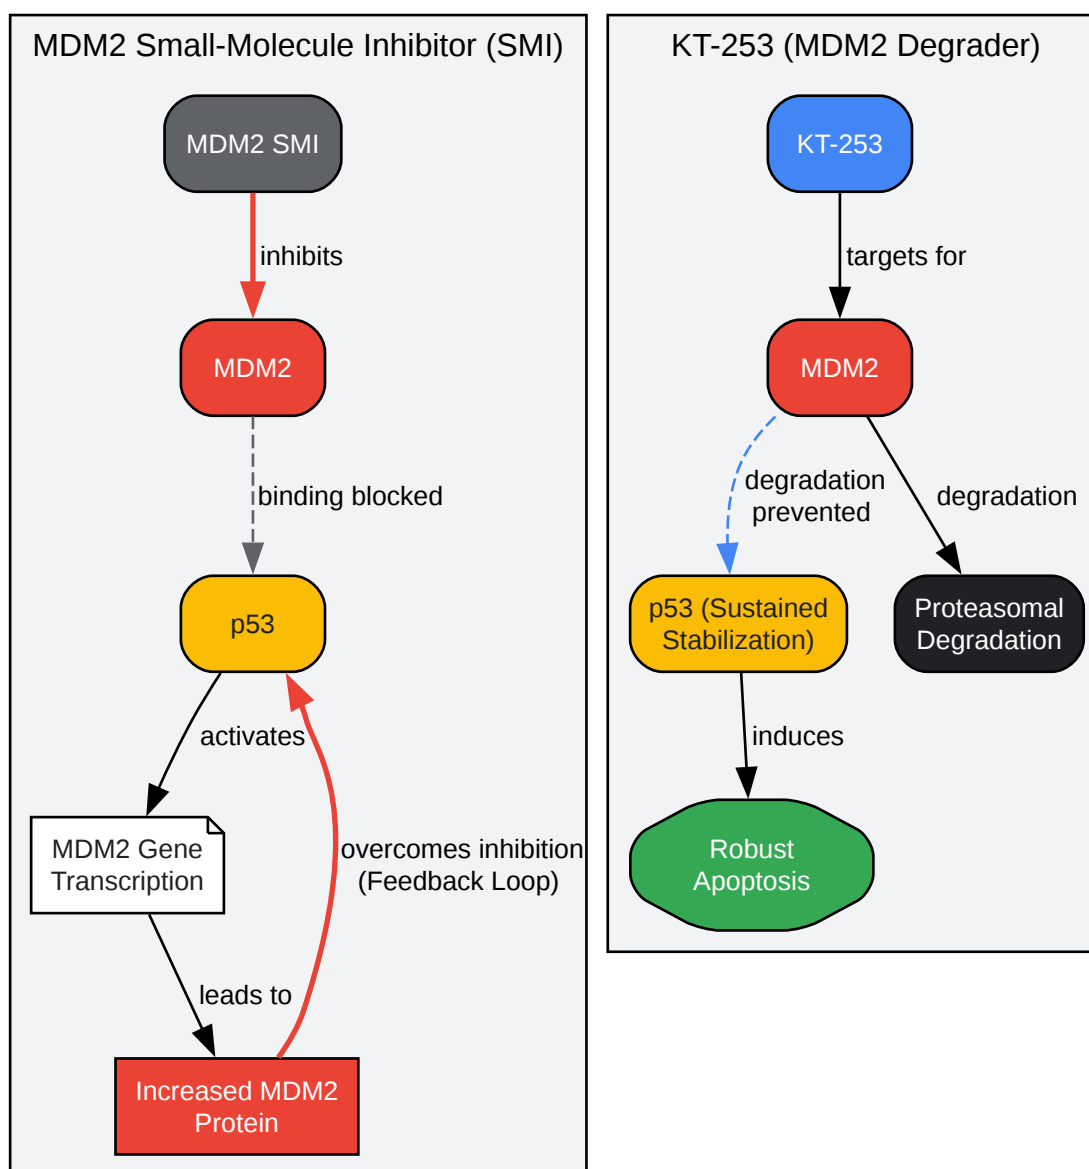 MDM2 Small-Molecule Inhibitor (SMI)
MDM2 SMI
inhibits
MDM2
binding blocked
p53
activates
MDM2 Gene
Transcription
overcomes inhibition
(Feedback Loop)
leads to
Increased MDM2
Protein
KT-253 (MDM2 Degrader)
KT-253
targets for
MDM2
degradation
prevented
degradation
p53 (Sustained
Stabilization)
Proteasomal
Degradation
induces
Robust
Apoptosis